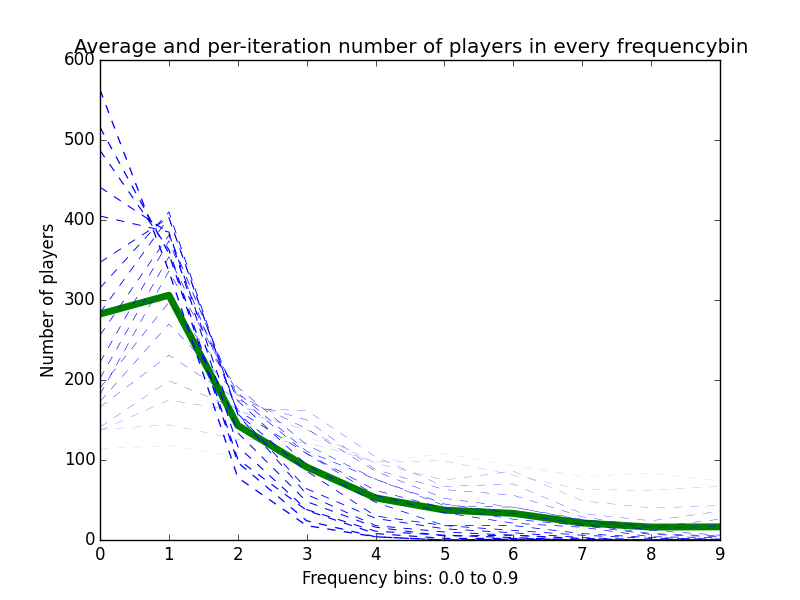 Average and per-iteration number of players in every frequencybin
600
500
400
300
200
100
0
Number of players
0 1 2 3 4 5 6 7 8 9
Frequency bins: 0.0 to 0.9